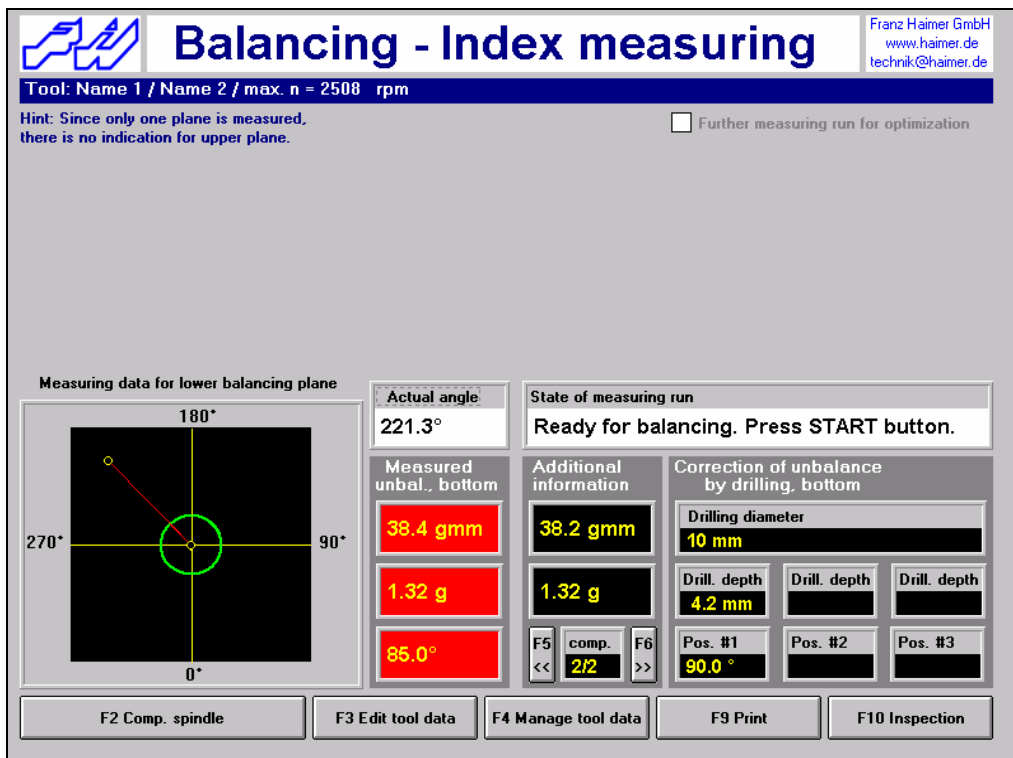 Balancing - Index measuring
Franz Haimer GmbH
www.haimer.de
technik@haimer.de
Tool: Name 1 / Name 2 / max. n = 2508 rpm
Hint: Since only one plane is measured,
there is no indication for upper plane.
Further measuring run for optimization
Measuring data for lower balancing plane
180°
270°
90°
0°
Actual angle
221.3°
State of measuring run
Ready for balancing. Press START button.
Measured
unbal., bottom
38.4 gmm
1.32 g
85.0°
Additional
information
38.2 gmm
1.32 g
F5
<<
comp.
2/2
F6
>>
Correction of unbalance
by drilling, bottom
Drilling diameter
10 mm
Drill. depth
4.2 mm
Drill. depth
Drill. depth
Pos. #1
90.0 °
Pos. #2
Pos. #3
F2 Comp. spindle
F3 Edit tool data
F4 Manage tool data
F9 Print
F10 Inspection